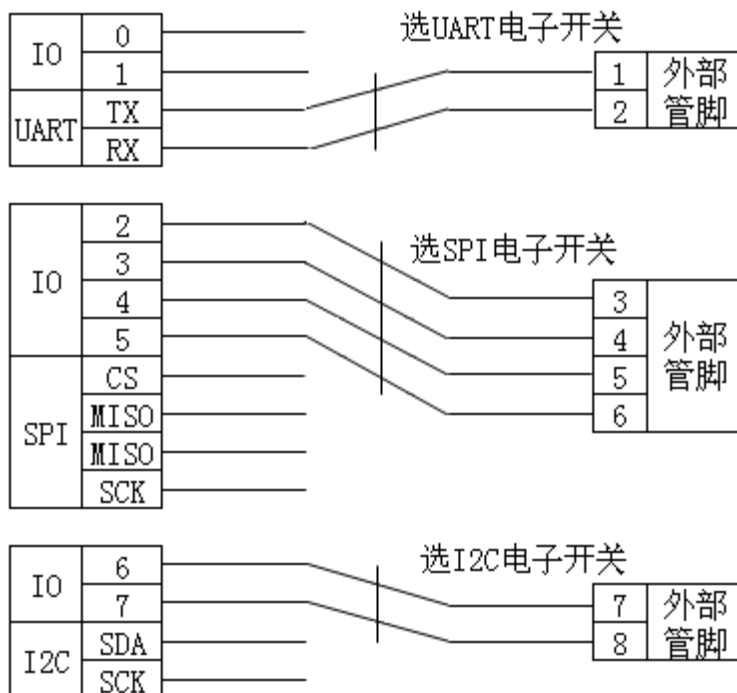 选UART电子开关
IO
0
1
UART
TX
RX
1
2
外部
管脚
选SPI电子开关
IO
2
3
4
5
SPI
CS
MISO
MISO
SCK
3
4
5
6
外部
管脚
选I2C电子开关
IO
6
7
I2C
SDA
SCK
7
8
外部
管脚